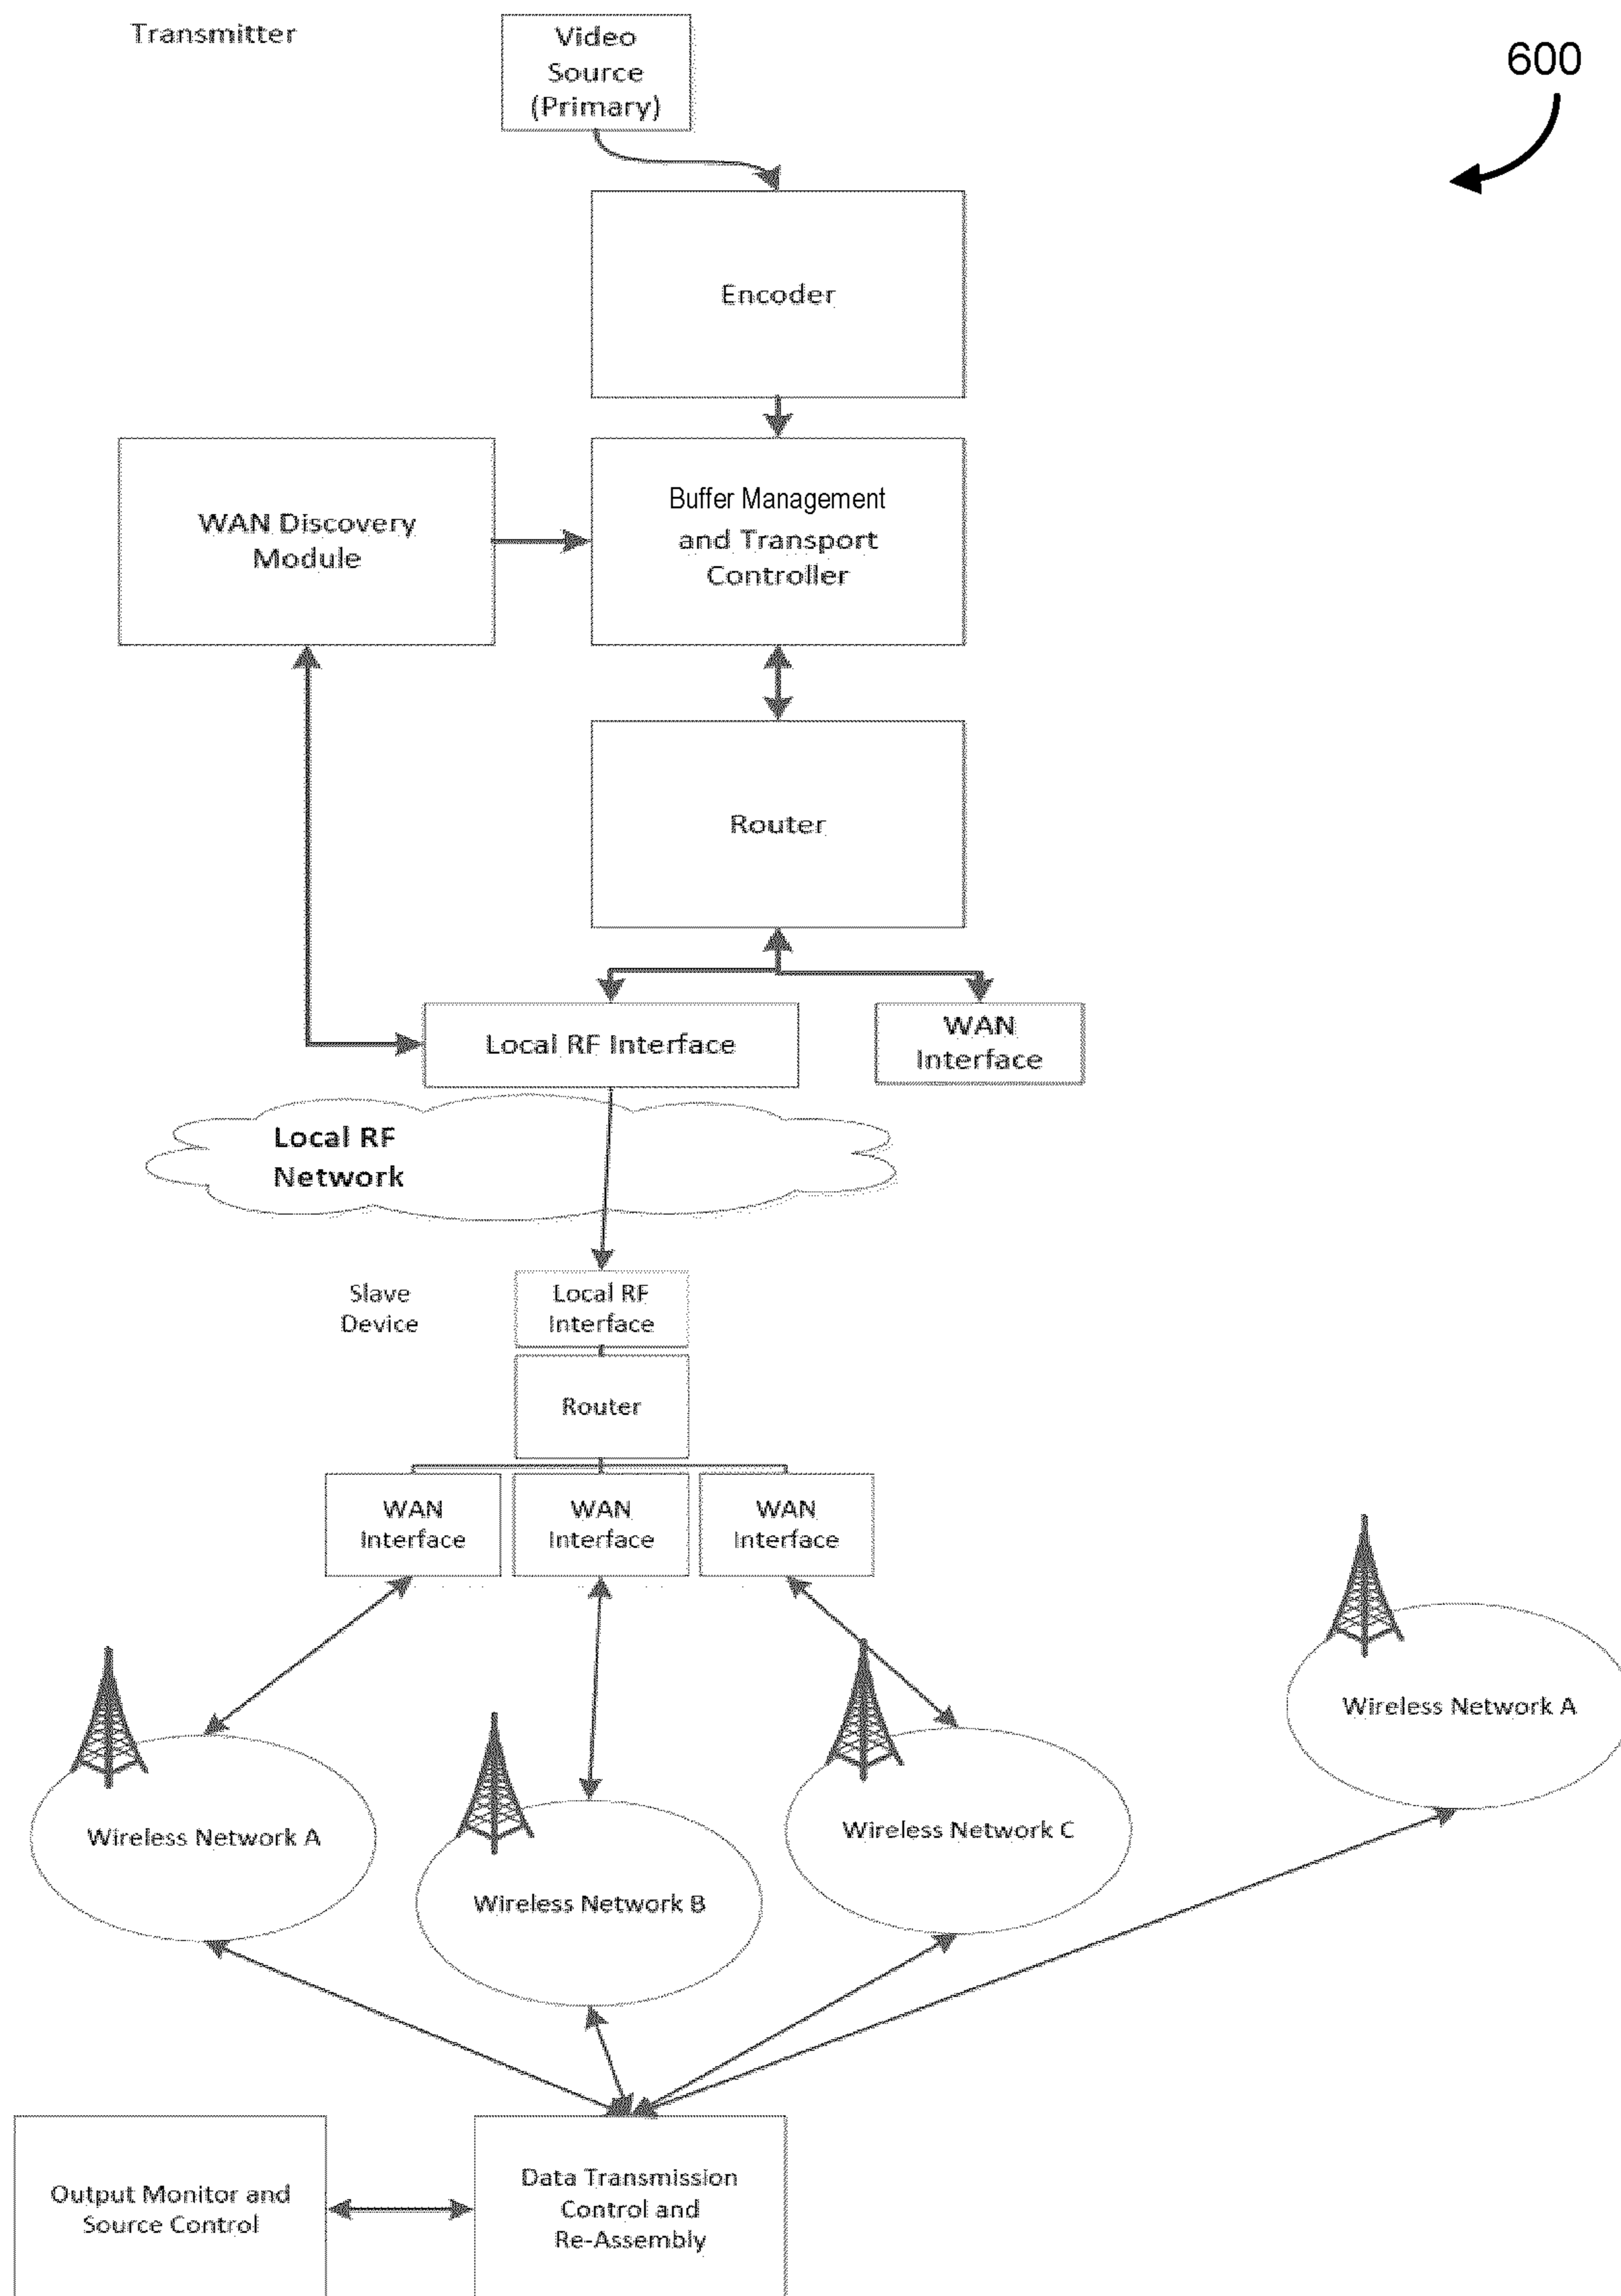 Transmitter
Video
Source
(Primary)
600
Encoder
WAN Discovery
Module
Buffer Management
and Transport
Controller
Router
Local RF Interface
WAN
Interface
Local RF
Network
Slave
Device
Local RF
Interface
Router
WAN
Interface
WAN
Interface
WAN
Interface
Wireless Network A
Wireless Network A
Wireless Network B
Wireless Network C
Output Monitor and
Source Control
Data Transmission
Control and
Re-Assembly